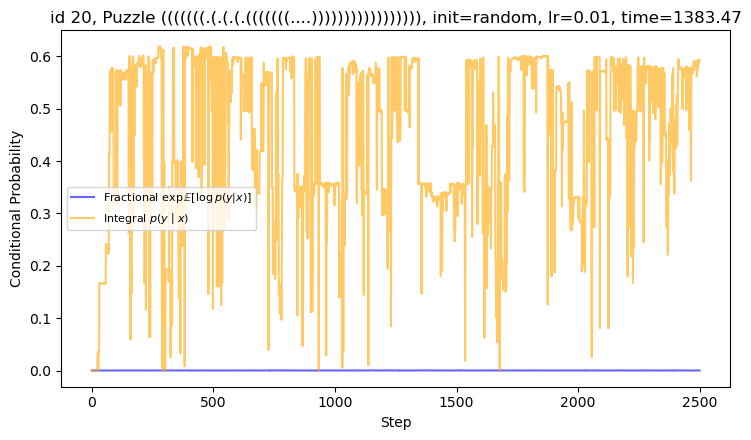 id 20, Puzzle (((((((.(.(.(.(((((((....))))))))))))))))), init=random, lr=0.01, time=1383.47
0.6
0.5
0.4
0.3
0.2
0.1
0.0
Conditional Probability
Fractional exp 𝔼[log p(y|x)]
Integral p(y | x)
0 500 1000 1500 2000 2500
Step